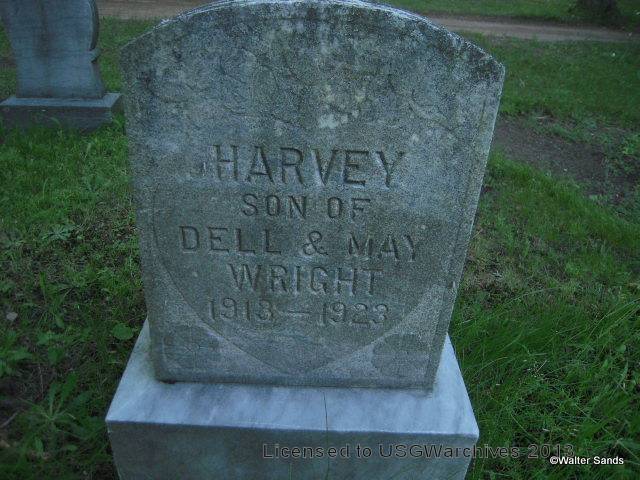 HARVEY
SON OF
DELL & MAY
WRIGHT
1913 — 1923
Licensed to USGWarchives 2013
©Walter Sands